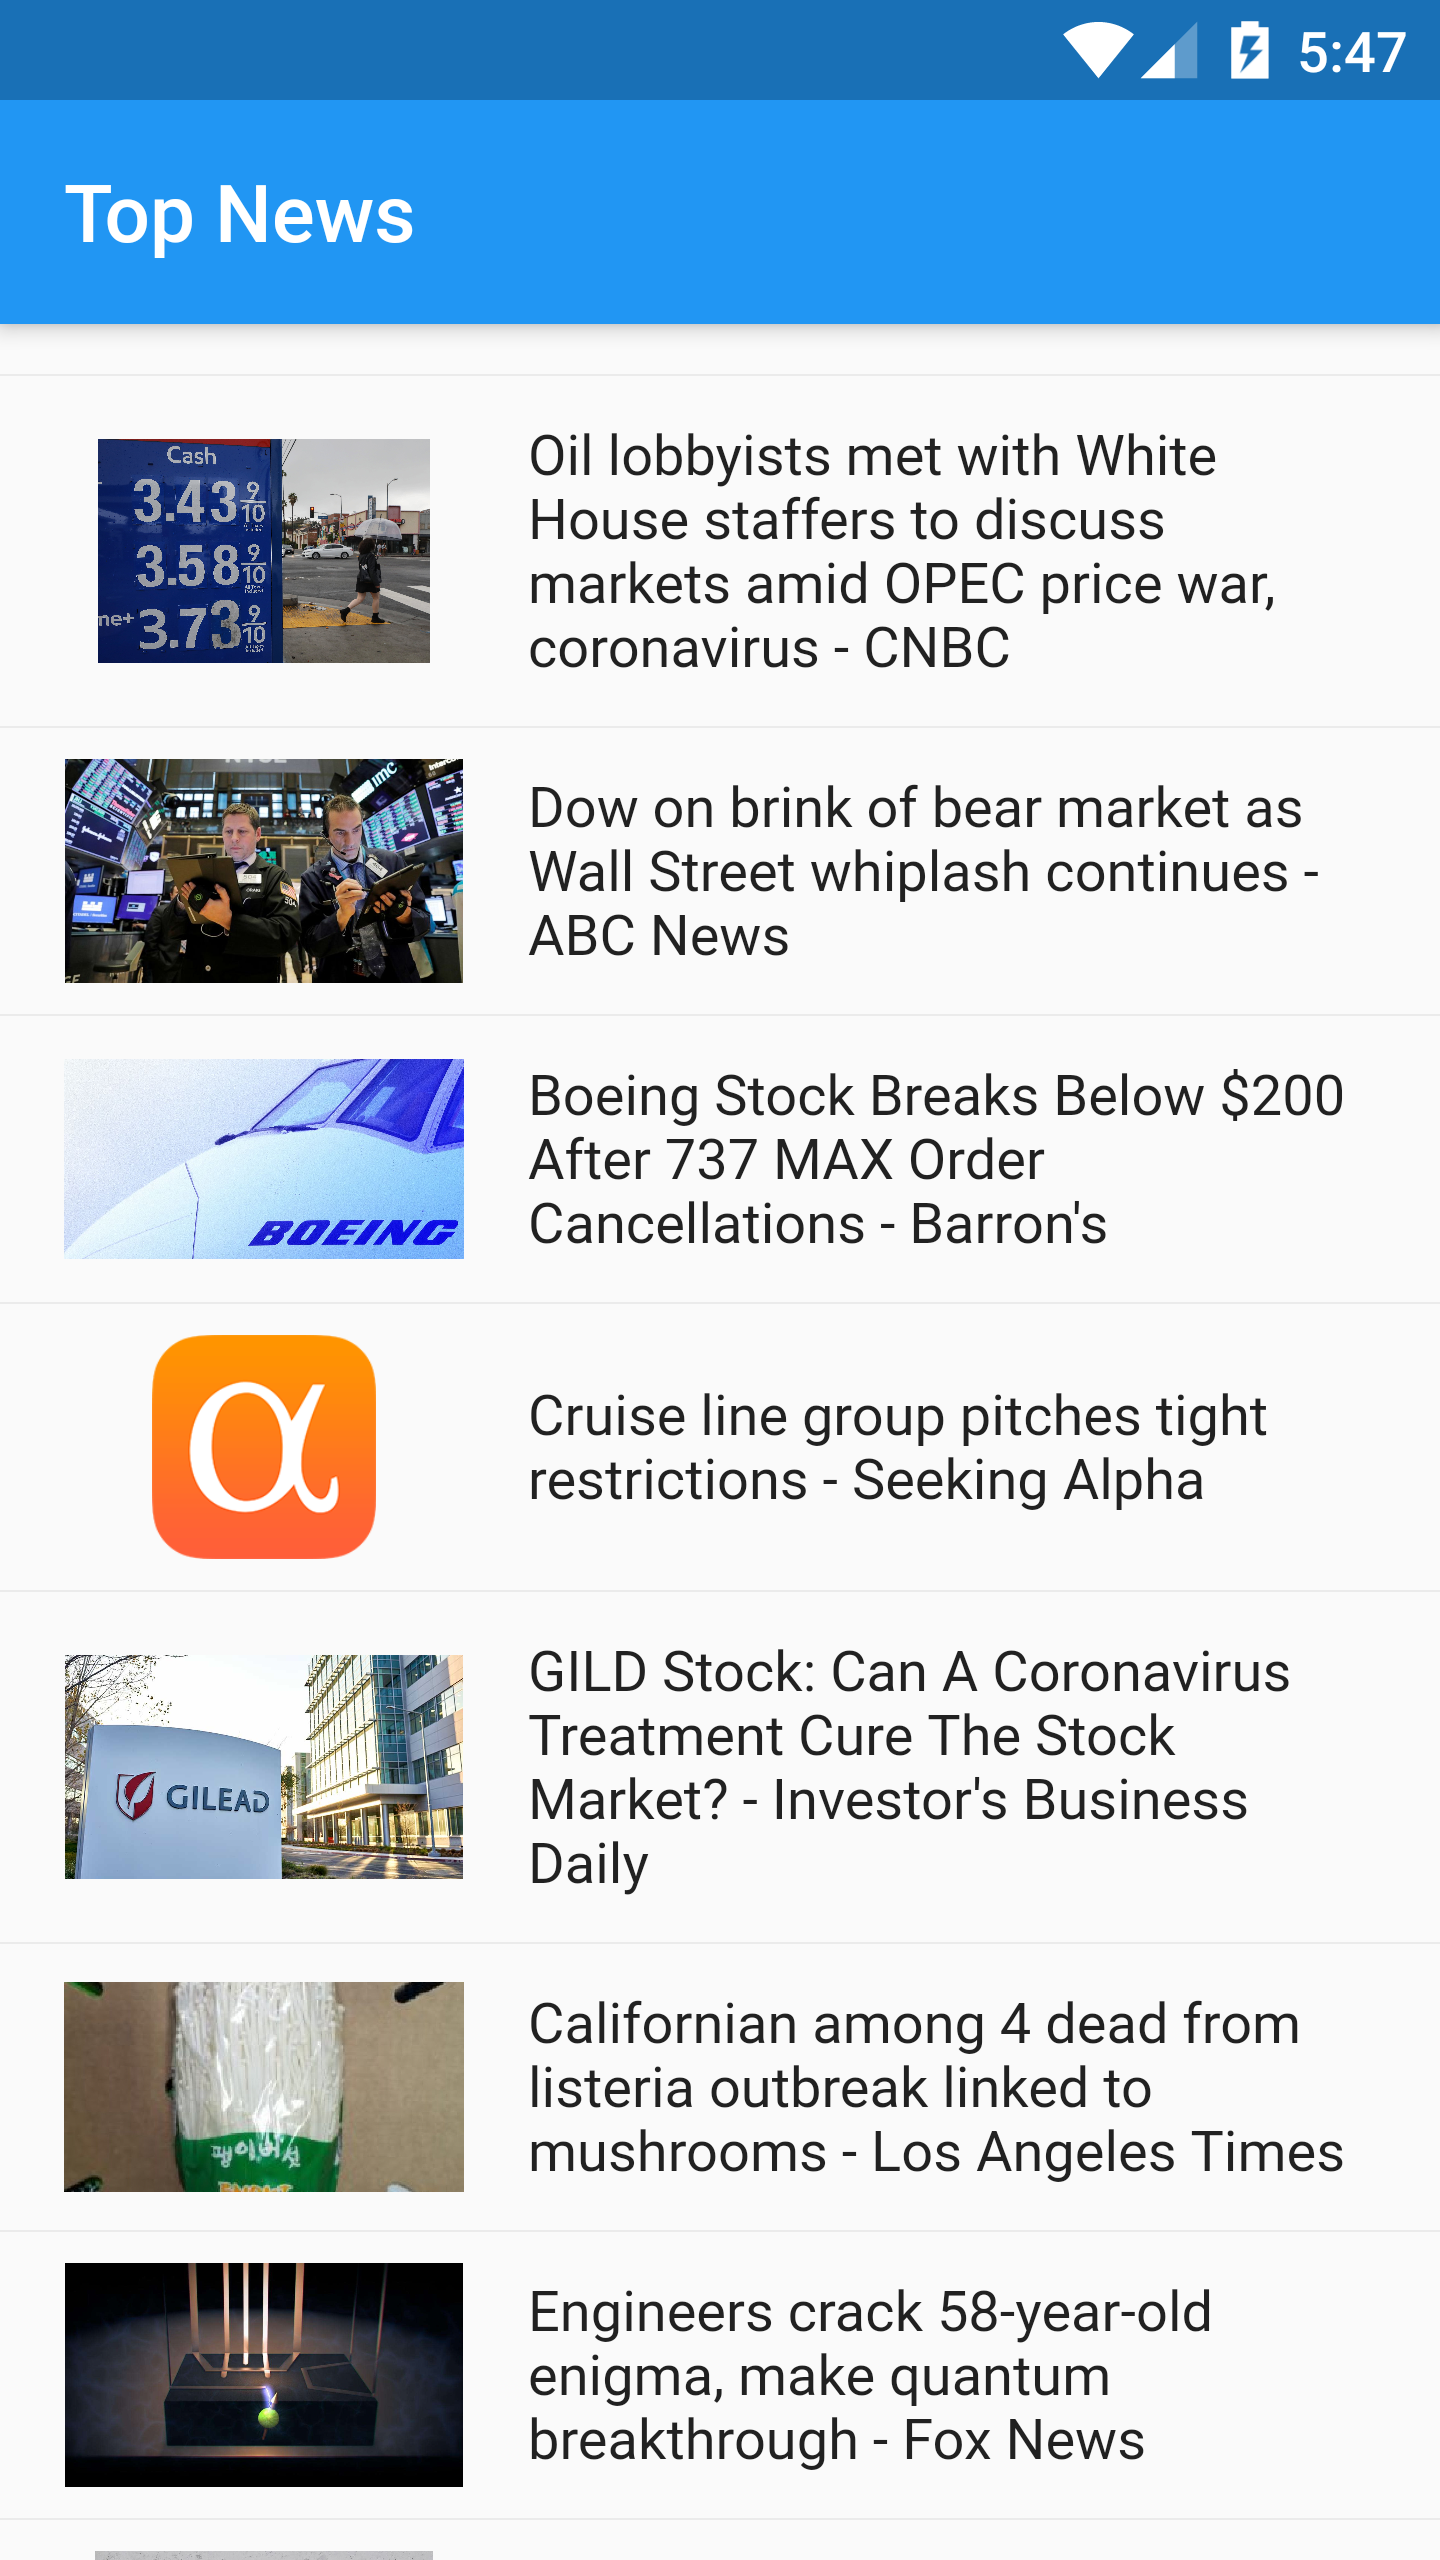 5:47
Top News
Cash
3.43 9/10
3.58 9/10
me+ 3.73 9/10
Oil lobbyists met with White
House staffers to discuss
markets amid OPEC price war,
coronavirus - CNBC
imc
Dow on brink of bear market as
Wall Street whiplash continues -
ABC News
BOEING
Boeing Stock Breaks Below $200
After 737 MAX Order
Cancellations - Barron's
α
Cruise line group pitches tight
restrictions - Seeking Alpha
GILEAD
GILD Stock: Can A Coronavirus
Treatment Cure The Stock
Market? - Investor's Business
Daily
팽이버섯
Californian among 4 dead from
listeria outbreak linked to
mushrooms - Los Angeles Times
Engineers crack 58-year-old
enigma, make quantum
breakthrough - Fox News